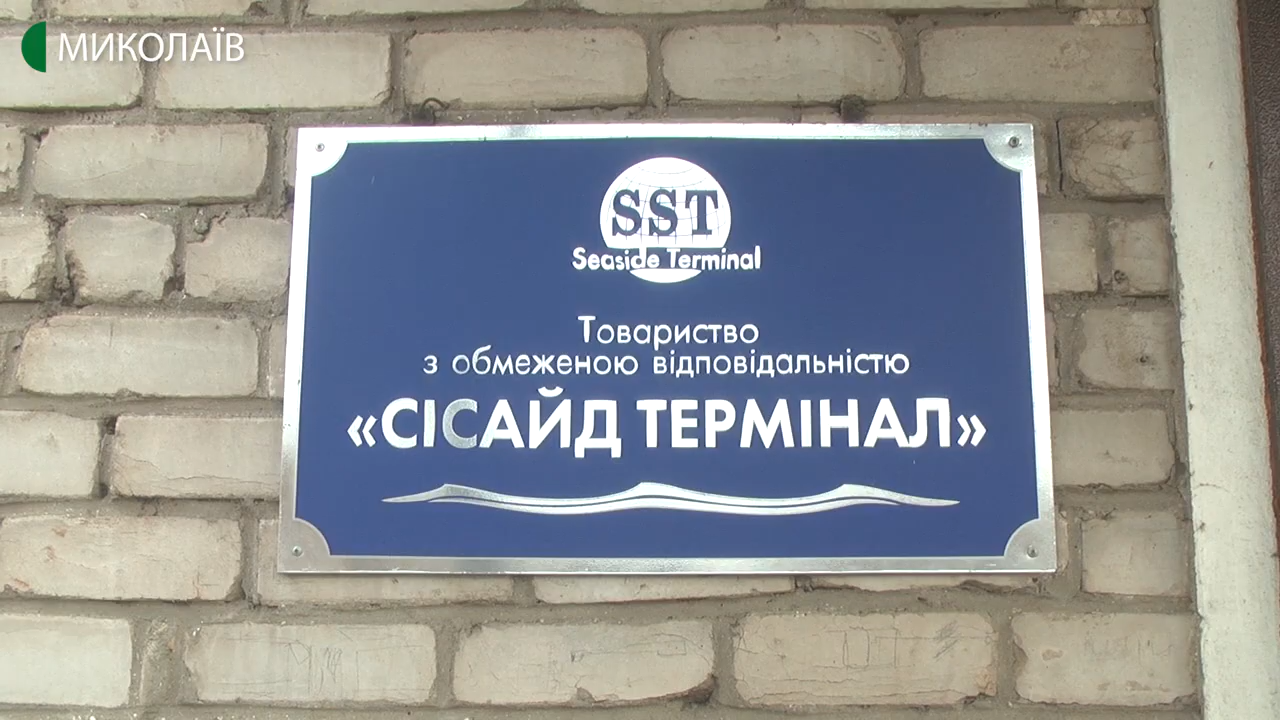 МИКОЛАЇВ
SST
Seaside Terminal
Товариство
з обмеженою відповідальністю
«СІСАЙД ТЕРМІНАЛ»